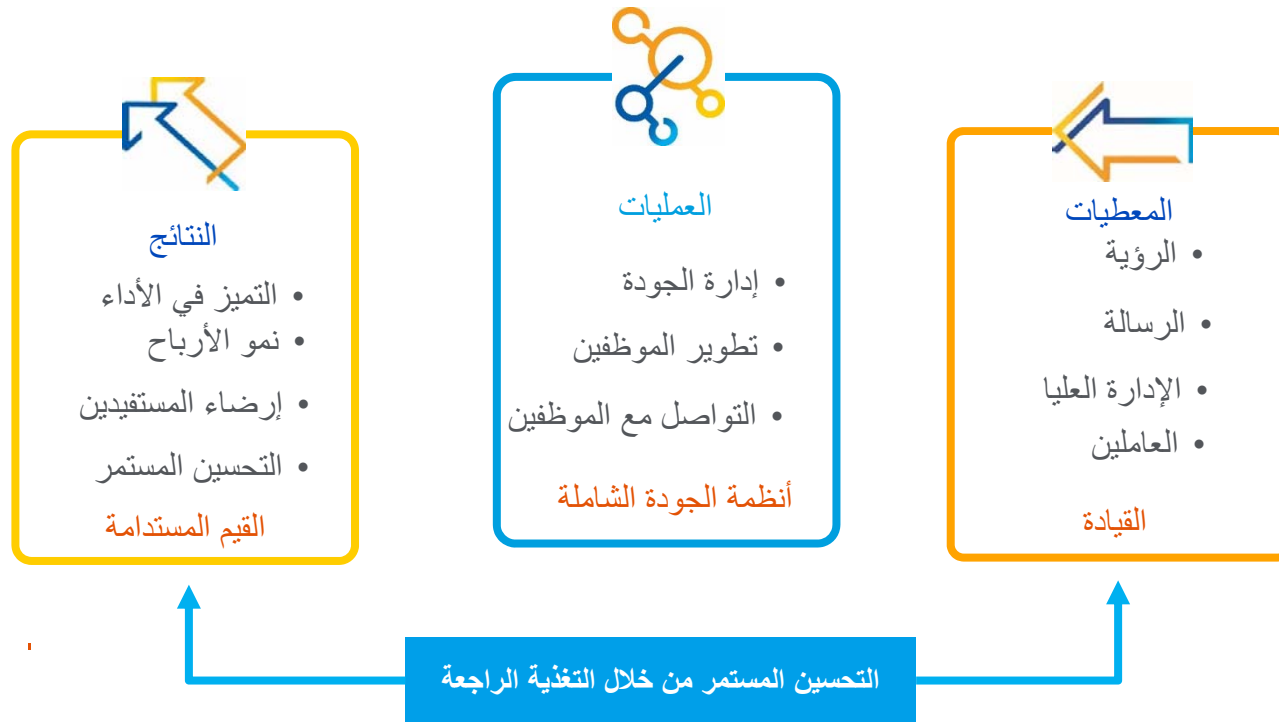 المعطيات
• الرؤية
• الرسالة
• الإدارة العليا
• العاملين
القيادة
العمليات
• إدارة الجودة
• تطوير الموظفين
• التواصل مع الموظفين
أنظمة الجودة الشاملة
النتائج
• التميز في الأداء
• نمو الأرباح
• إرضاء المستفيدين
• التحسين المستمر
القيم المستدامة
التحسين المستمر من خلال التغذية الراجعة